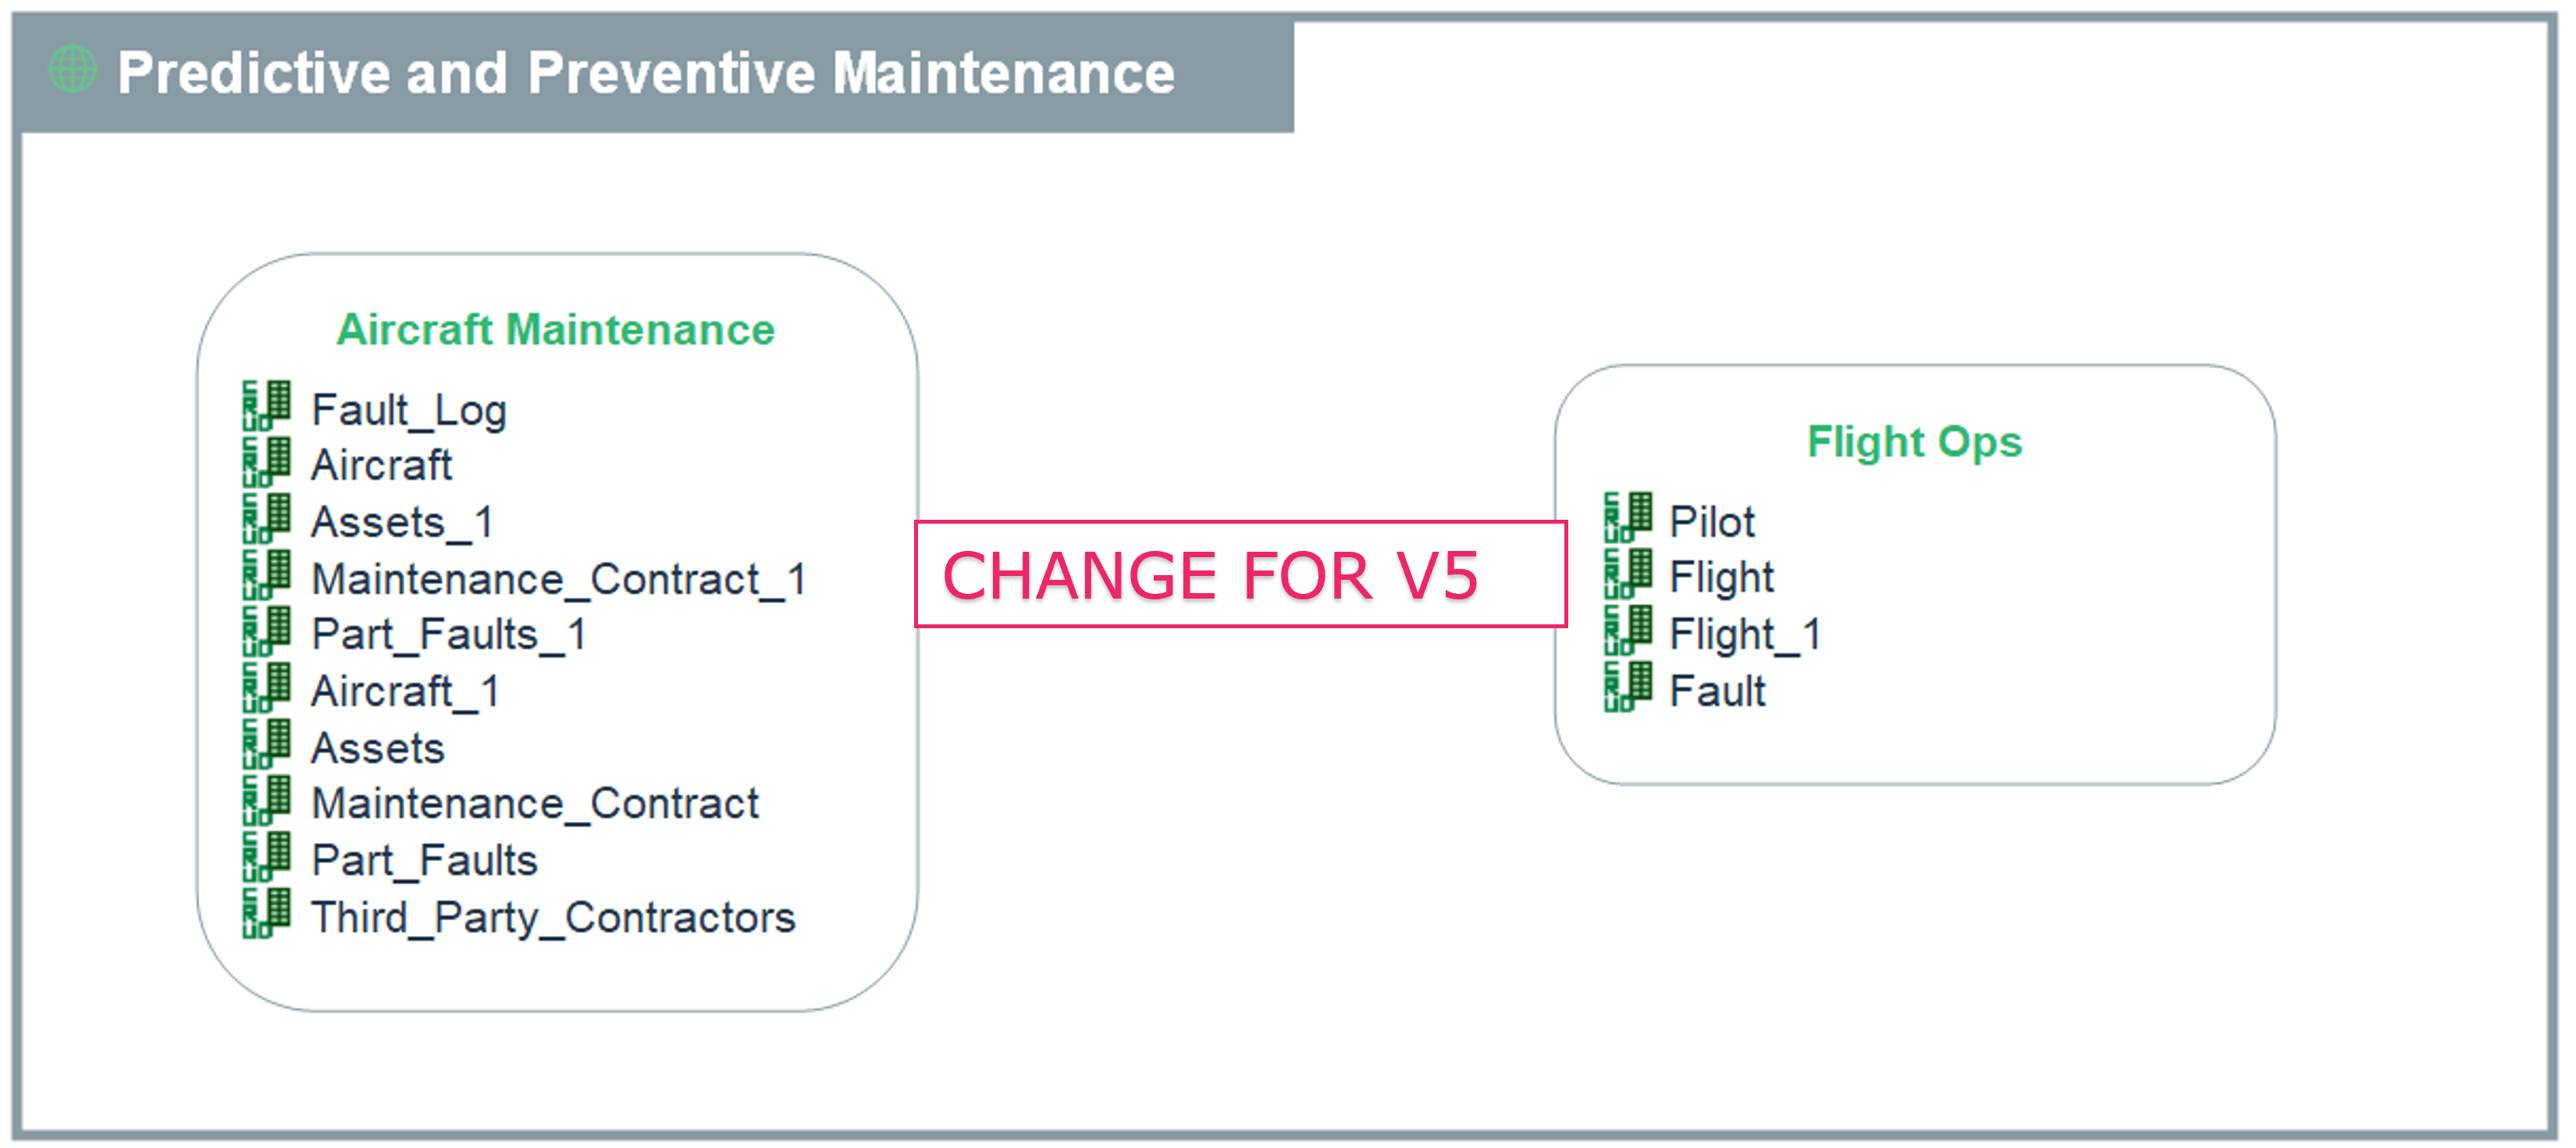 Predictive and Preventive Maintenance
Aircraft Maintenance
Fault_Log
Aircraft
Assets_1
Maintenance_Contract_1
Part_Faults_1
Aircraft_1
Assets
Maintenance_Contract
Part_Faults
Third_Party_Contractors
CHANGE FOR V5
Flight Ops
Pilot
Flight
Flight_1
Fault